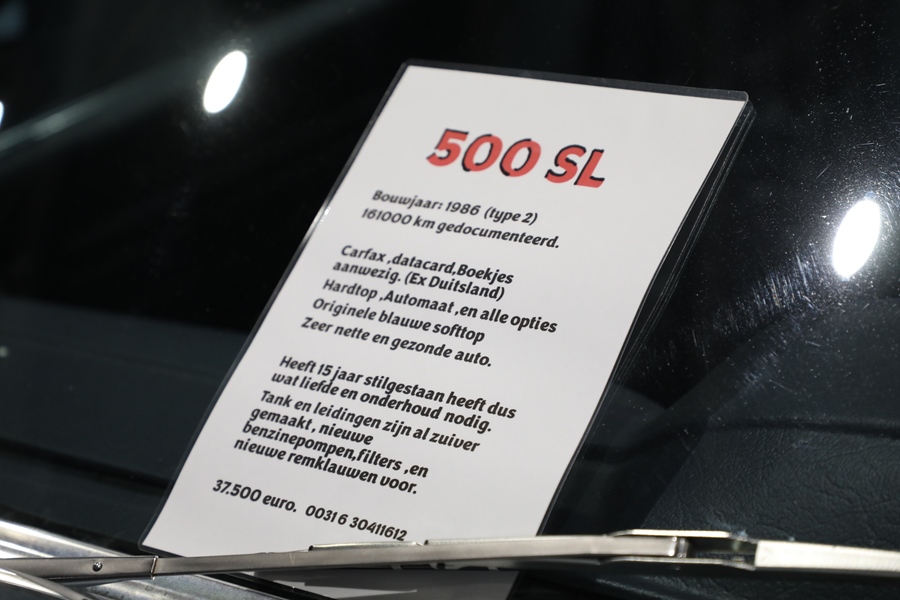 500 SL
Bouwjaar: 1986 (type 2)
161000 km gedocumenteerd.
Carfax ,datacard,Boekjes
aanwezig. (Ex Duitsland)
Hardtop ,Automaat ,en alle opties
Originele blauwe softtop
Zeer nette en gezonde auto.
Heeft 15 jaar stilgestaan heeft dus
wat liefde en onderhoud nodig.
Tank en leidingen zijn al zuiver
gemaakt , nieuwe
benzinepompen,filters ,en
nieuwe remklauwen voor.
37.500 euro. 0031 6 30411612